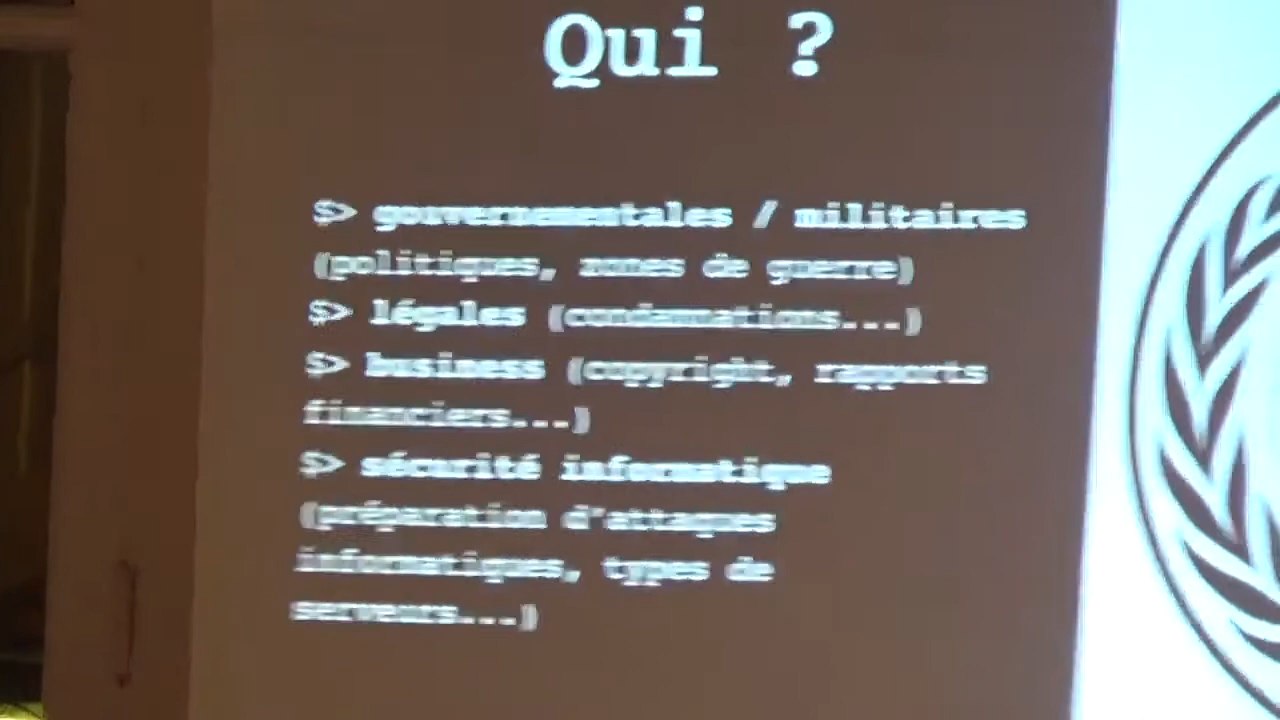 Qui ?
$> gouvernementales / militaires
(politiques, zones de guerre)
$> légales (condamnations...)
$> business (copyright, rapports
financiers...)
$> sécurité informatique
(préparation d'attaques
informatiques, types de
serveurs...)